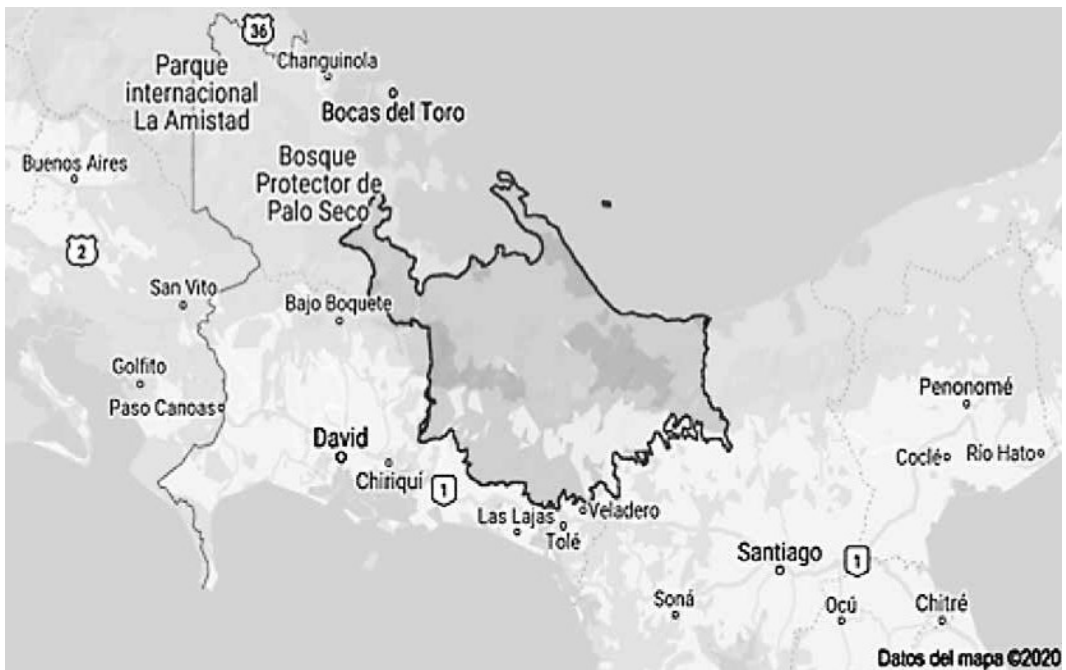 36
Changuinola
Parque
internacional
La Amistad
Bocas del Toro
Buenos Aires
Bosque
Protector de
Palo Seco
2
San Vito
Bajo Boquete
Golfito
Paso Canoas
Penonomé
David
Chiriquí
Coclé
Río Hato
1
Las Lajas
Veladero
Tolé
Santiago
1
Soná
Ocú
Chitré
Datos del mapa ©2020